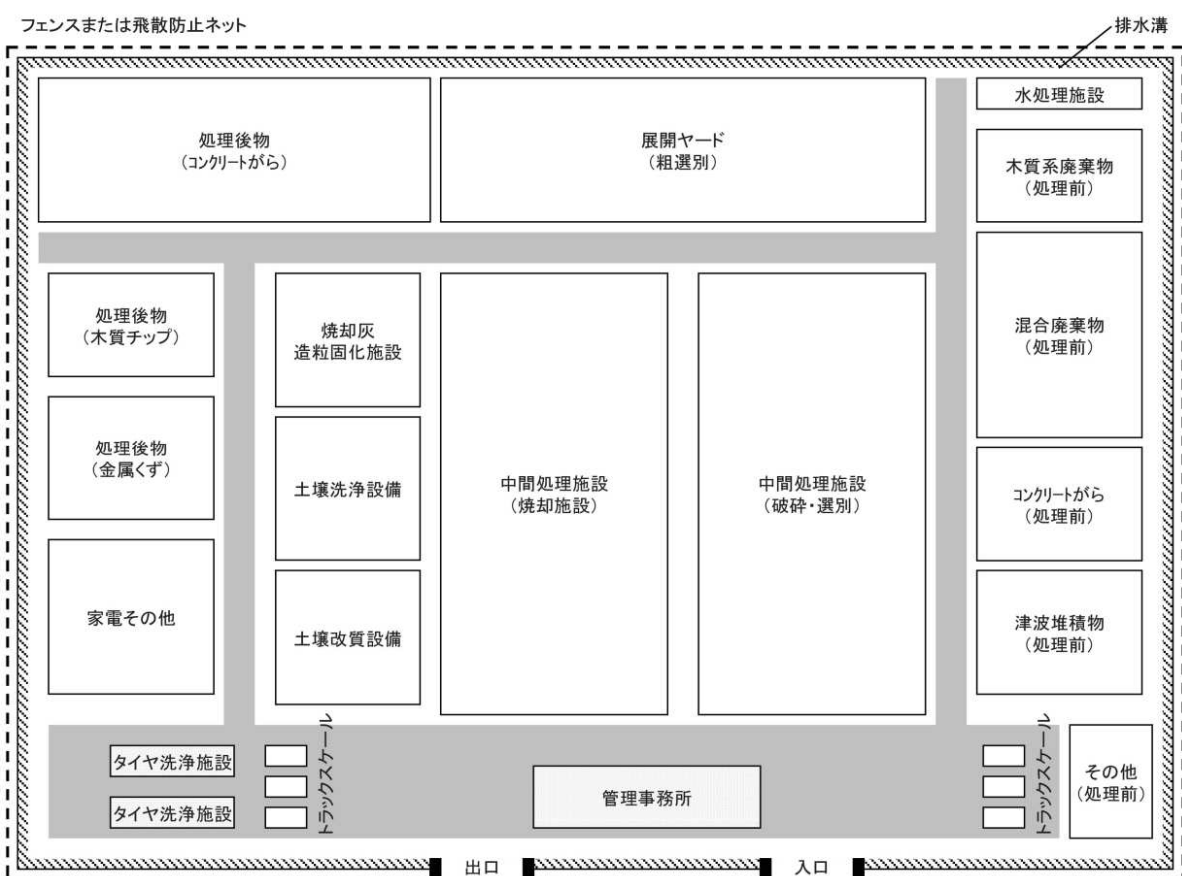 フェンスまたは飛散防止ネット
排水溝
処理後物
(コンクリートがら)
展開ヤード
(粗選別)
水処理施設
木質系廃棄物
(処理前)
処理後物
(木質チップ)
焼却灰
造粒固化施設
混合廃棄物
(処理前)
処理後物
(金属くず)
土壌洗浄設備
中間処理施設
(焼却施設)
中間処理施設
(破砕・選別)
コンクリートがら
(処理前)
家電その他
土壌改質設備
津波堆積物
(処理前)
タイヤ洗浄施設
タイヤ洗浄施設
トラックスケール
管理事務所
トラックスケール
その他
(処理前)
出口
入口